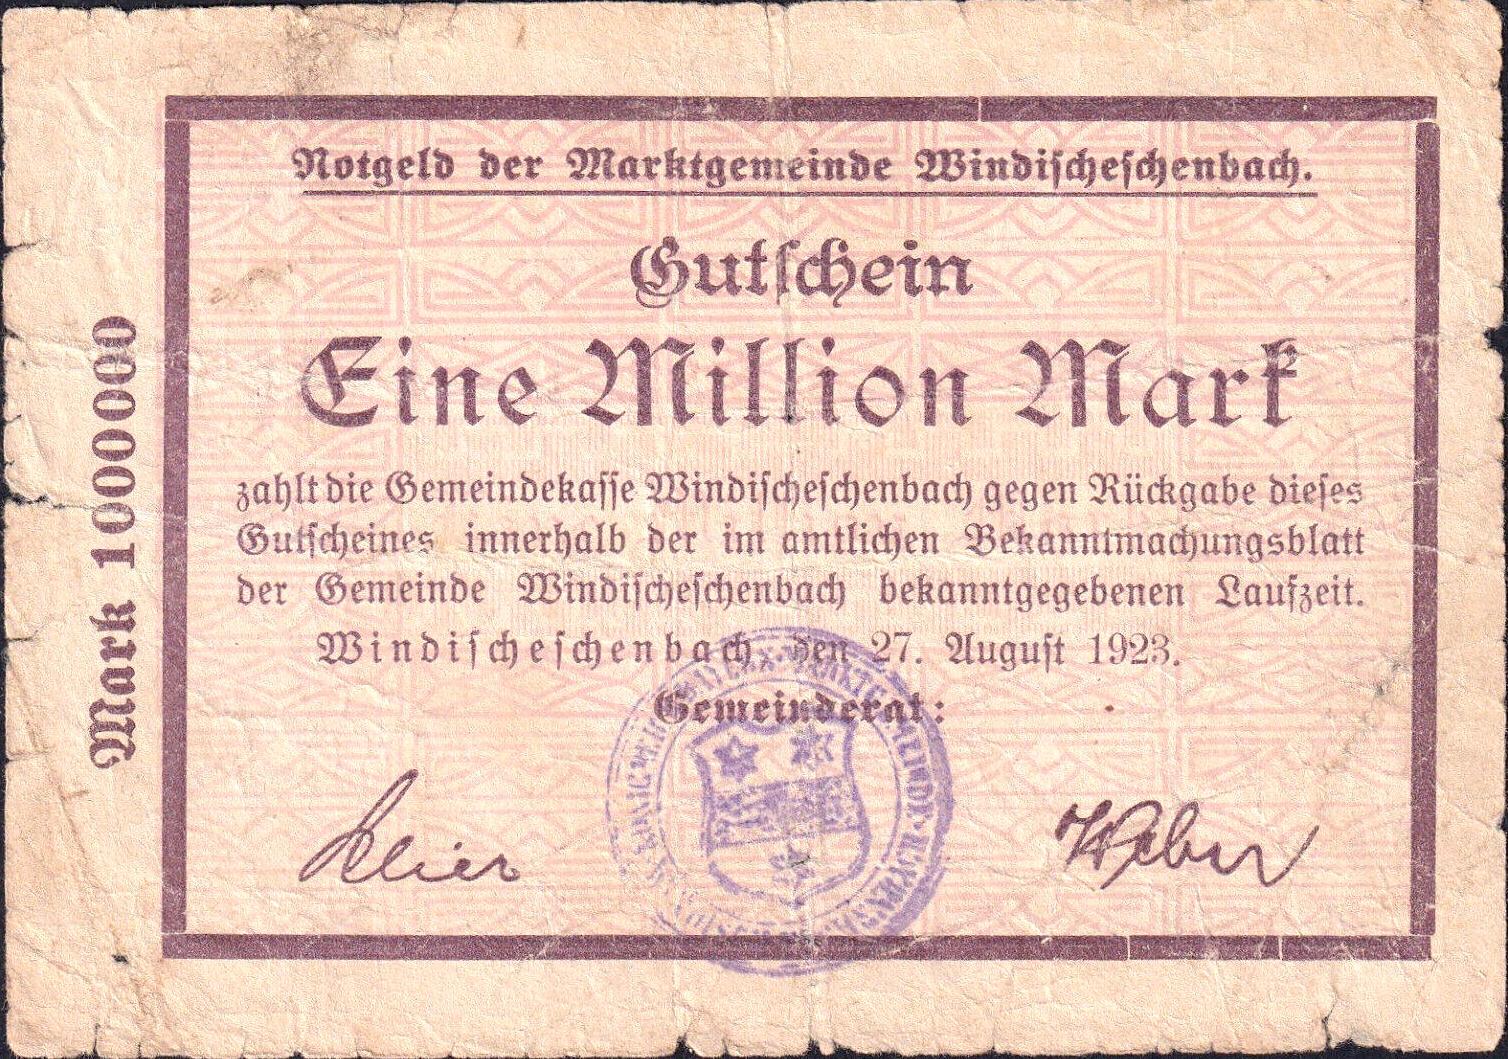 Notgeld der Marktgemeinde Windischeschenbach.
Gutschein
Eine Million Mark
zahlt die Gemeindekasse Windischeschenbach gegen Rückgabe dieses
Gutscheines innerhalb der im amtlichen Bekanntmachungsblatt
der Gemeinde Windischeschenbach bekanntgegebenen Laufzeit.
Windischeschenbach, den 27. August 1923.
Gemeinderat:
Weber
Mark 1000000